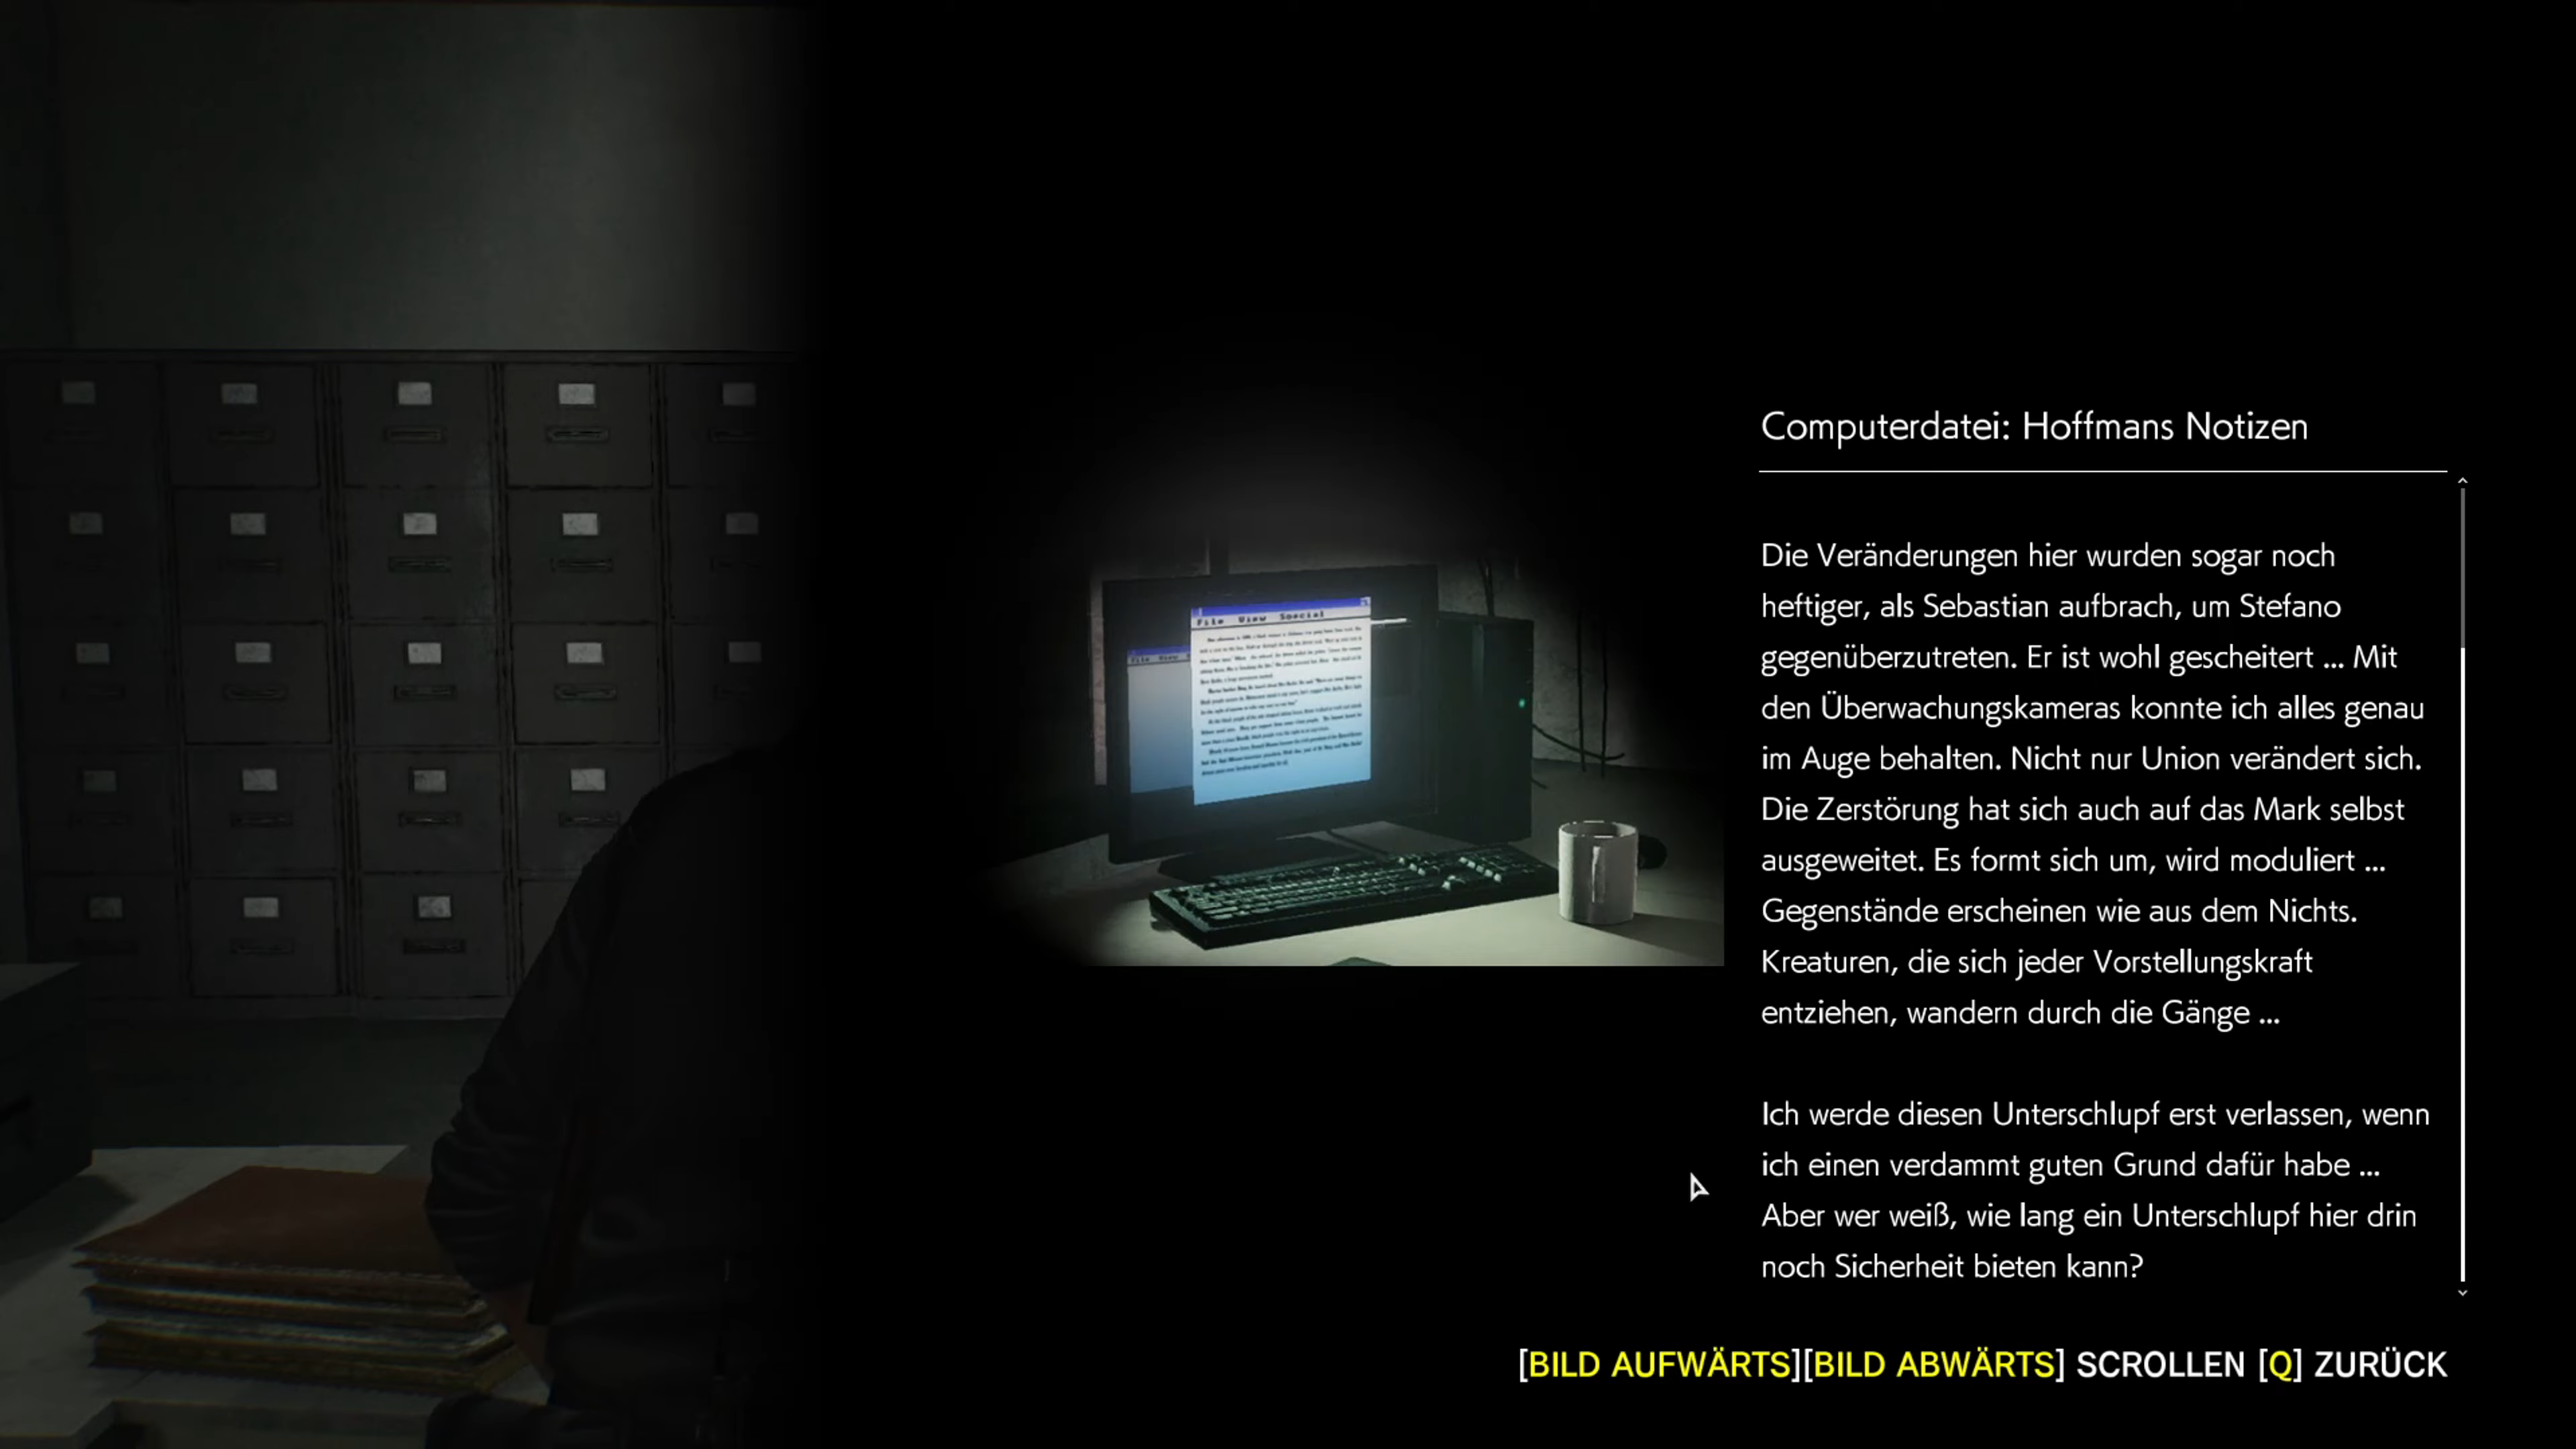 Computerdatei: Hoffmans Notizen
Die Veränderungen hier wurden sogar noch
heftiger, als Sebastian aufbrach, um Stefano
gegenüberzutreten. Er ist wohl gescheitert ... Mit
den Überwachungskameras konnte ich alles genau
im Auge behalten. Nicht nur Union verändert sich.
Die Zerstörung hat sich auch auf das Mark selbst
ausgeweitet. Es formt sich um, wird moduliert ...
Gegenstände erscheinen wie aus dem Nichts.
Kreaturen, die sich jeder Vorstellungskraft
entziehen, wandern durch die Gänge ...
Ich werde diesen Unterschlupf erst verlassen, wenn
ich einen verdammt guten Grund dafür habe ...
Aber wer weiß, wie lang ein Unterschlupf hier drin
noch Sicherheit bieten kann?
File View Special
File View
[BILD AUFWÄRTS][BILD ABWÄRTS] SCROLLEN [Q] ZURÜCK